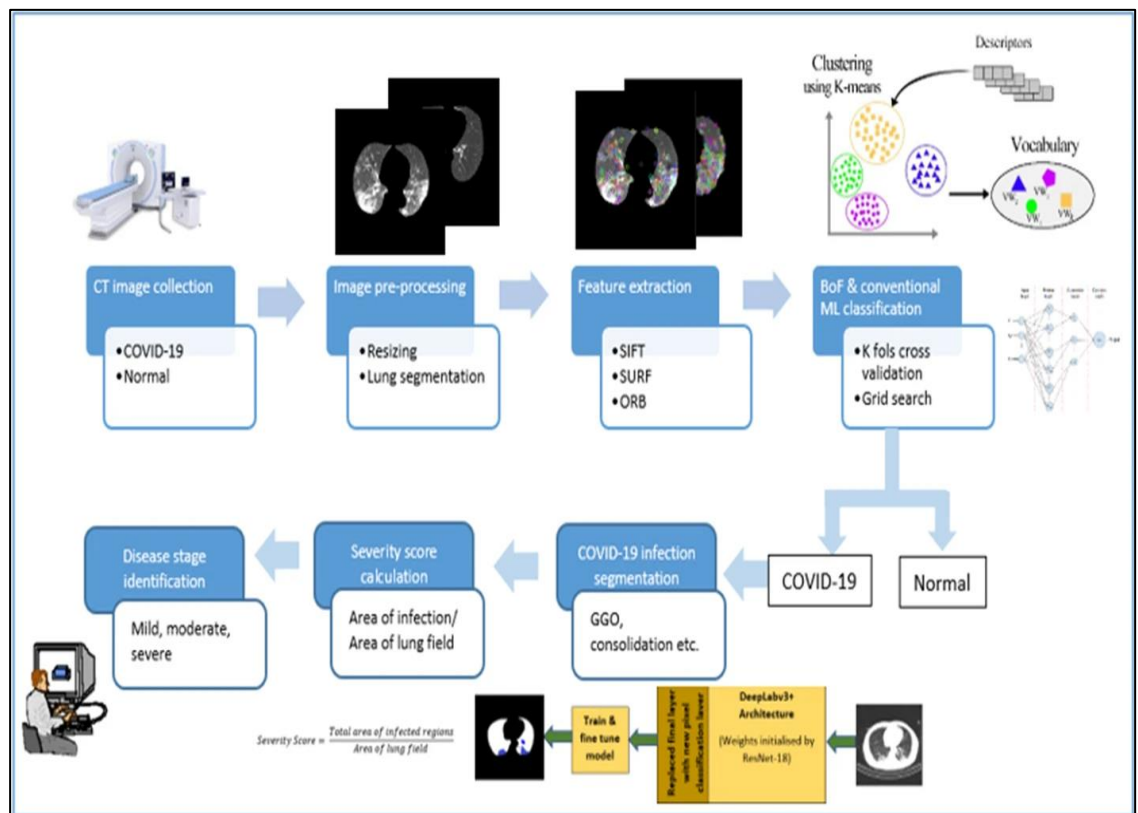 Descriptors
Clustering
using K-means
Vocabulary
VW
VW
VW
VW
CT image collection
•COVID-19
•Normal
Image pre-processing
•Resizing
•Lung segmentation
Feature extraction
•SIFT
•SURF
•ORB
BoF & conventional
ML classification
•K fols cross
validation
•Grid search
COVID-19
Normal
COVID-19 infection
segmentation
GGO,
consolidation etc.
Severity score
calculation
Area of infection/
Area of lung field
Disease stage
identification
Mild, moderate,
severe
Severity Score = Total area of infected regions
Area of lung field
Train &
fine tune
model
Replaced final layer
with new pixel
classification layer
DeepLabv3+
Architecture
(Weights initialised by
ResNet-18)